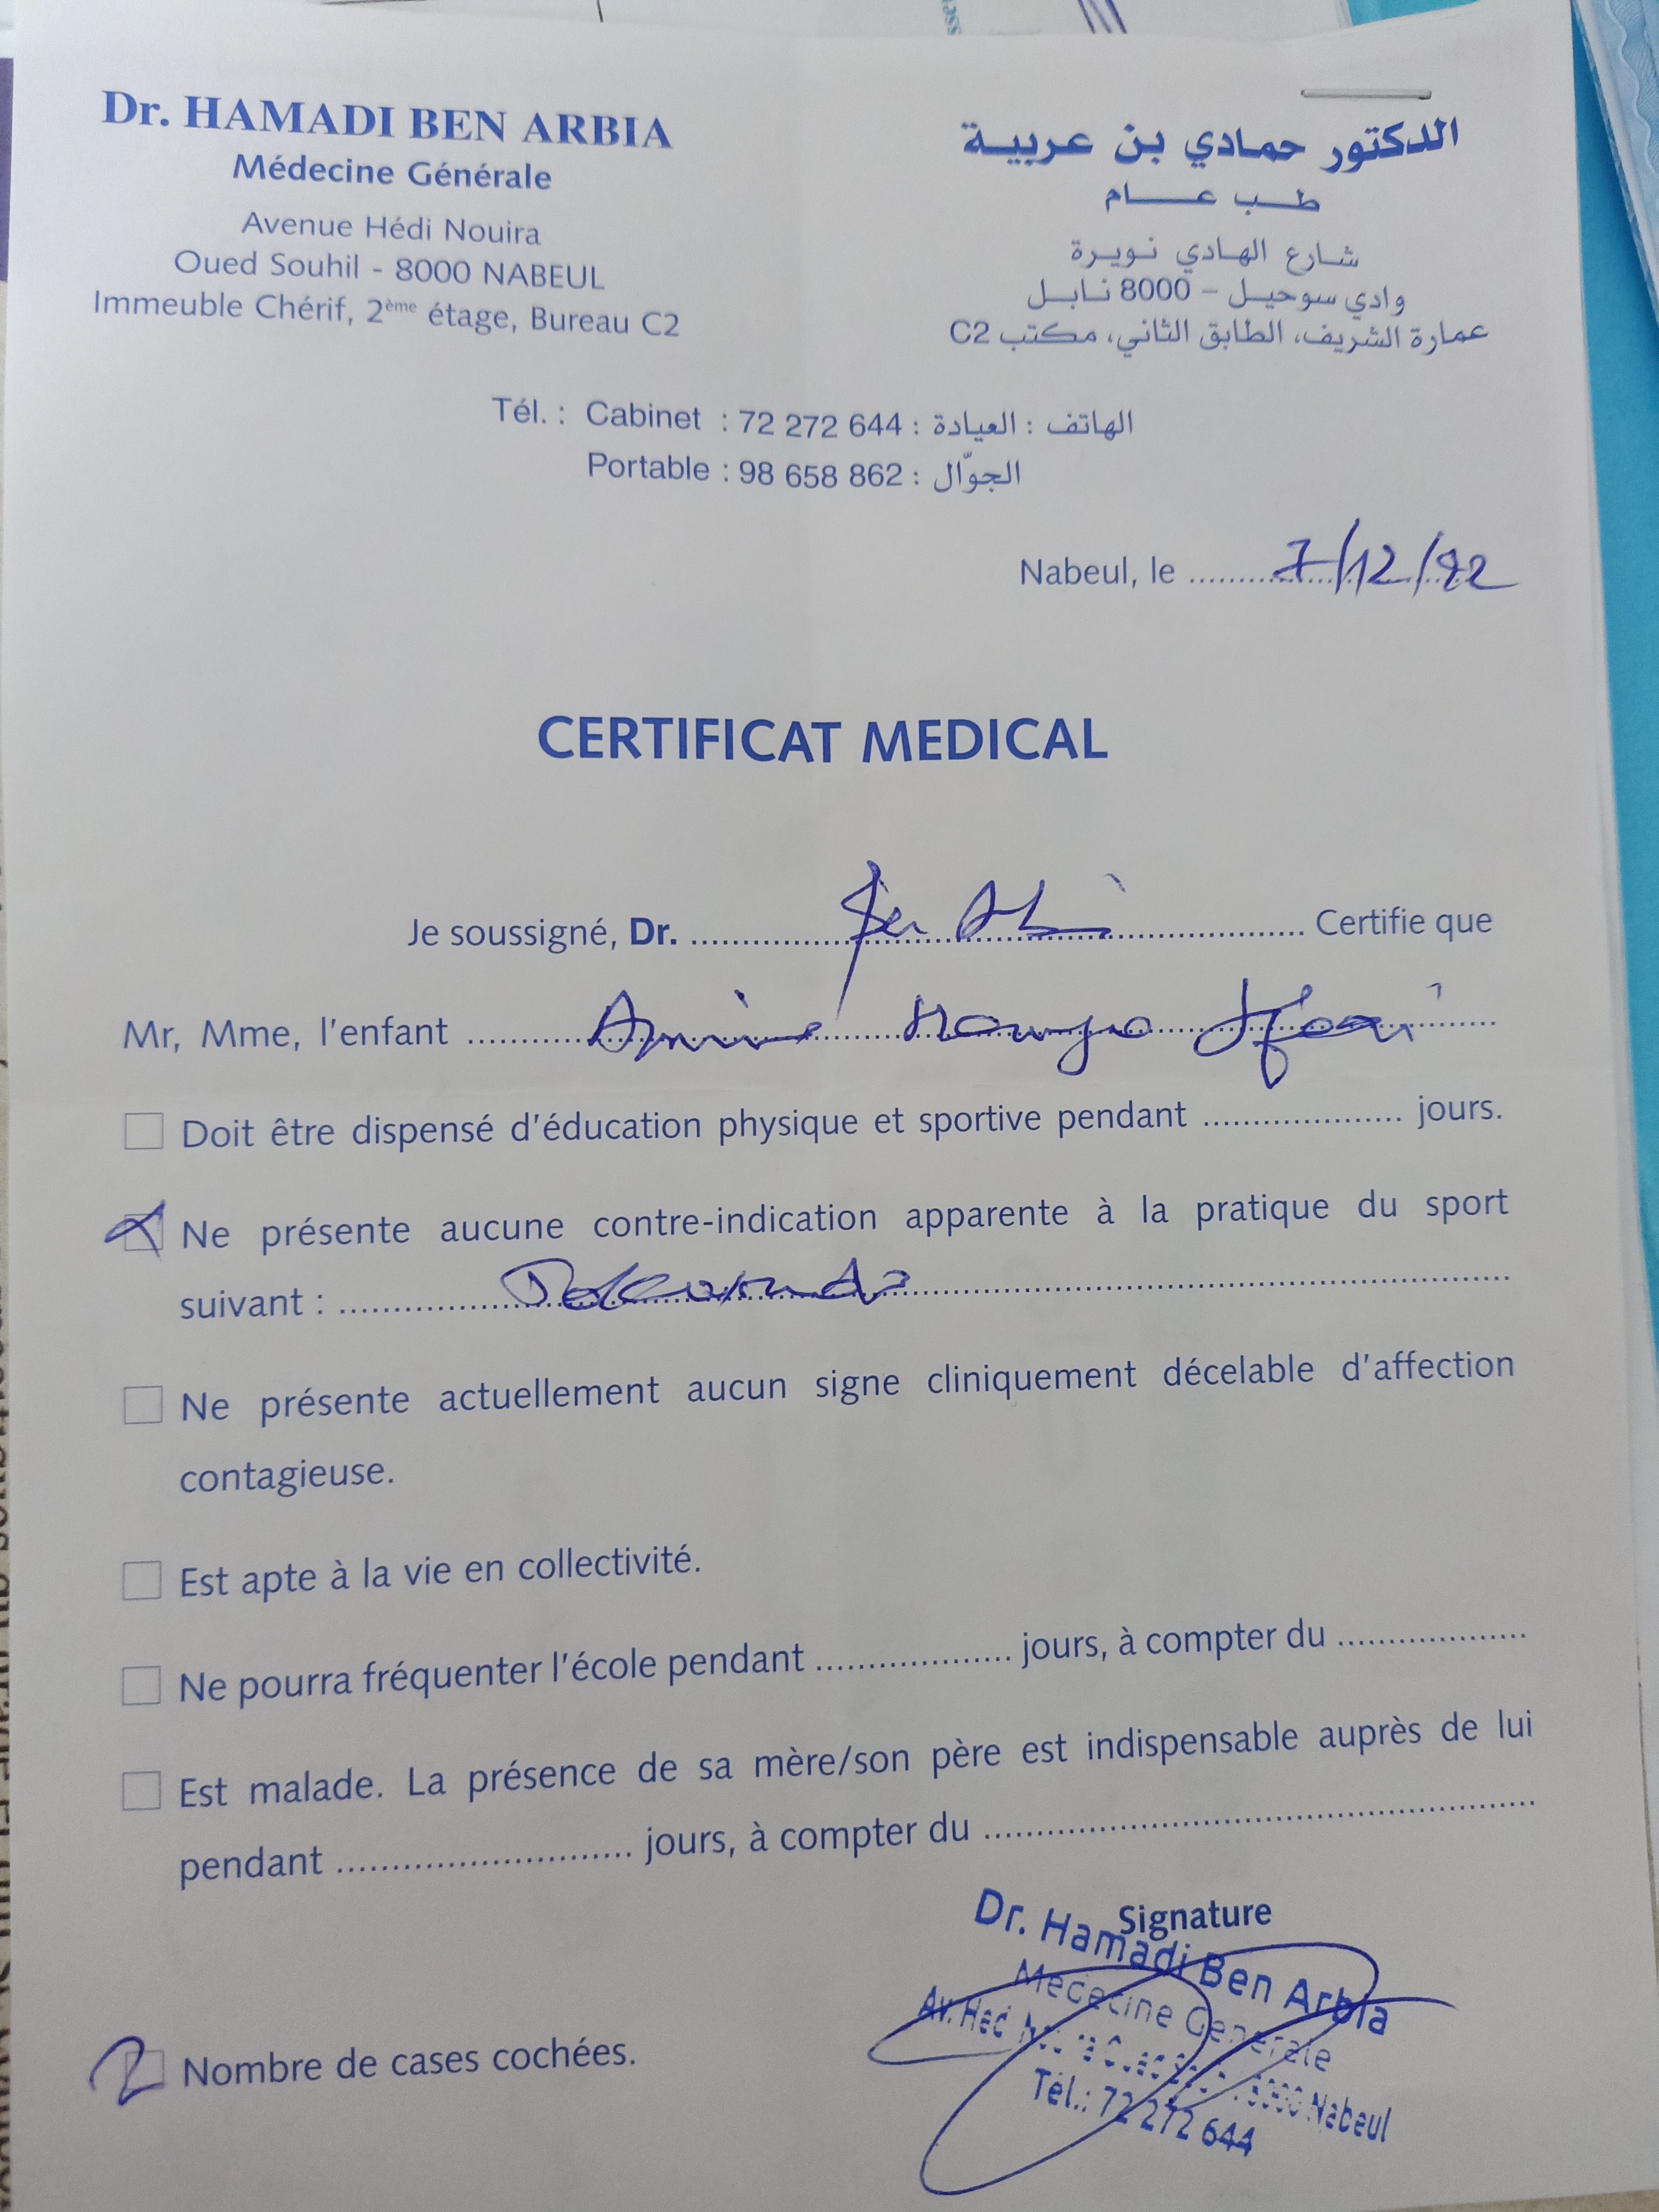 Dr. HAMADI BEN ARBIA
Médecine Générale
Avenue Hédi Nouira
Oued Souhil - 8000 NABEUL
Immeuble Chérif, 2ème étage, Bureau C2
الدكتور حمادي بن عربية
طب عام
شارع الهادي نويرة
وادي سوحيل - 8000 نابل
عمارة الشريف، الطابق الثاني، مكتب C2
Tél. : Cabinet : 72 272 644 : الهاتف : العيادة
Portable : 98 658 862 : الجوّال
Nabeul, le 7/12/22
CERTIFICAT MEDICAL
Je soussigné, Dr. Ben Certifie que
Mr, Mme, l'enfant Amine
Doit être dispensé d'éducation physique et sportive pendant .................... jours.
Ne présente aucune contre-indication apparente à la pratique du sport
suivant :
Ne présente actuellement aucun signe cliniquement décelable d'affection
contagieuse.
Est apte à la vie en collectivité.
Ne pourra fréquenter l'école pendant .................... jours, à compter du ....................
Est malade. La présence de sa mère/son père est indispensable auprès de lui
pendant .............................. jours, à compter du ..............................
Signature
Dr. Hamadi Ben Arbia
Médecine Générale
Nabeul
Tél.: 72 272 644
Nombre de cases cochées.